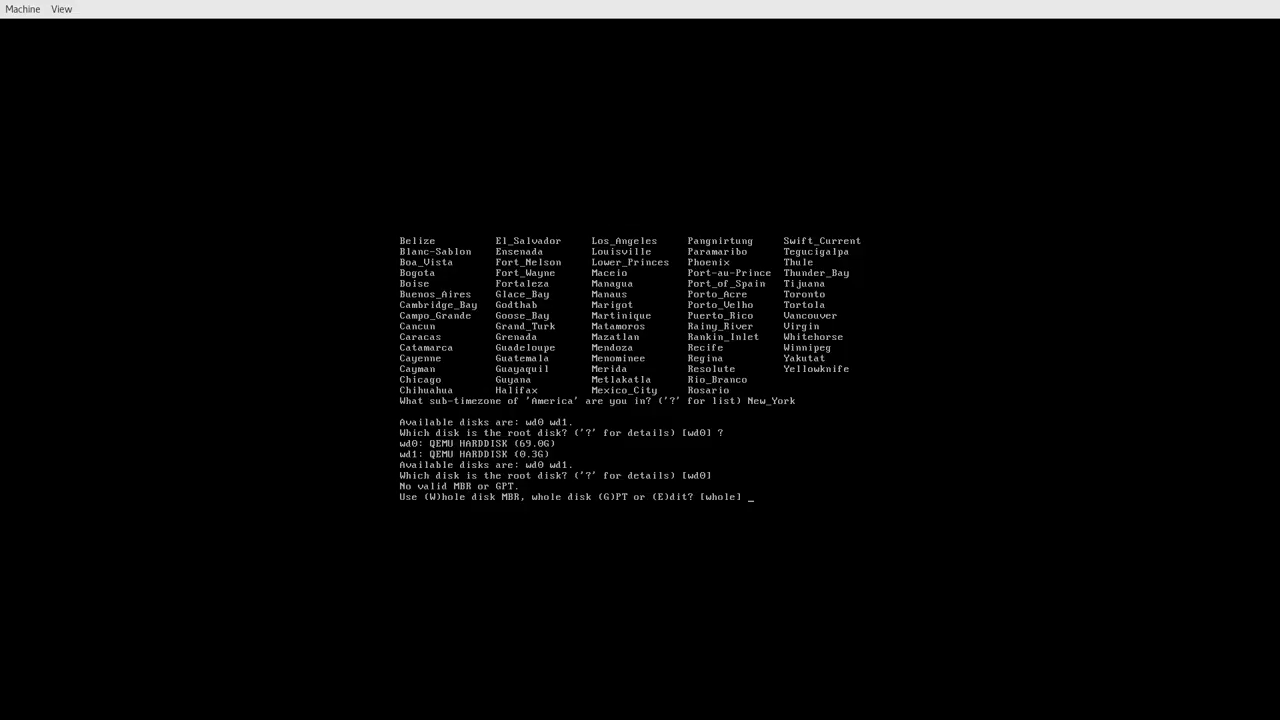 Machine View
Belize El_Salvador Los_Angeles Pangnirtung Swift_Current
Blanc-Sablon Ensenada Louisville Paramaribo Tegucigalpa
Boa_Vista Fort_Nelson Lower_Princes Phoenix Thule
Bogota Fort_Wayne Maceio Port-au-Prince Thunder_Bay
Boise Fortaleza Managua Port_of_Spain Tijuana
Buenos_Aires Glace_Bay Manaus Porto_Acre Toronto
Cambridge_Bay Godthab Marigot Porto_Velho Tortola
Campo_Grande Goose_Bay Martinique Puerto_Rico Vancouver
Cancun Grand_Turk Matamoros Rainy_River Virgin
Caracas Grenada Mazatlan Rankin_Inlet Whitehorse
Catamarca Guadeloupe Mendoza Recife Winnipeg
Cayenne Guatemala Menominee Regina Yakutat
Cayman Guayaquil Merida Resolute Yellowknife
Chicago Guyana Metlakatla Rio_Branco
Chihuahua Halifax Mexico_City Rosario
What sub-timezone of 'America' are you in? ('?' for list) New_York
Available disks are: wd0 wd1.
Which disk is the root disk? ('?' for details) [wd0] ?
wd0: QEMU HARDDISK (69.0G)
wd1: QEMU HARDDISK (0.3G)
Available disks are: wd0 wd1.
Which disk is the root disk? ('?' for details) [wd0]
No valid MBR or GPT.
Use (W)hole disk MBR, whole disk (G)PT or (E)dit? [whole] _